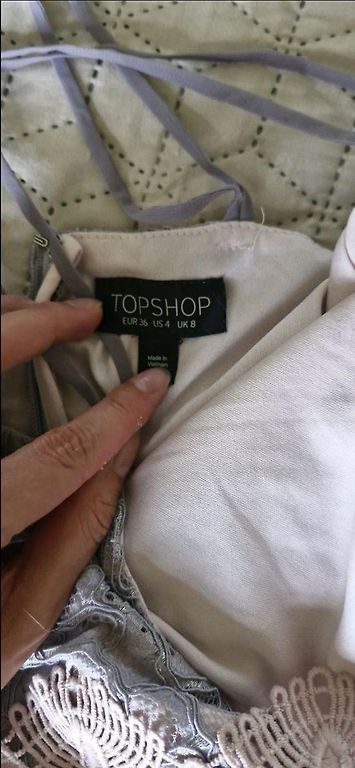 TOPSHOP
EUR 36 US 4 UK 8
Made in
Vietnam